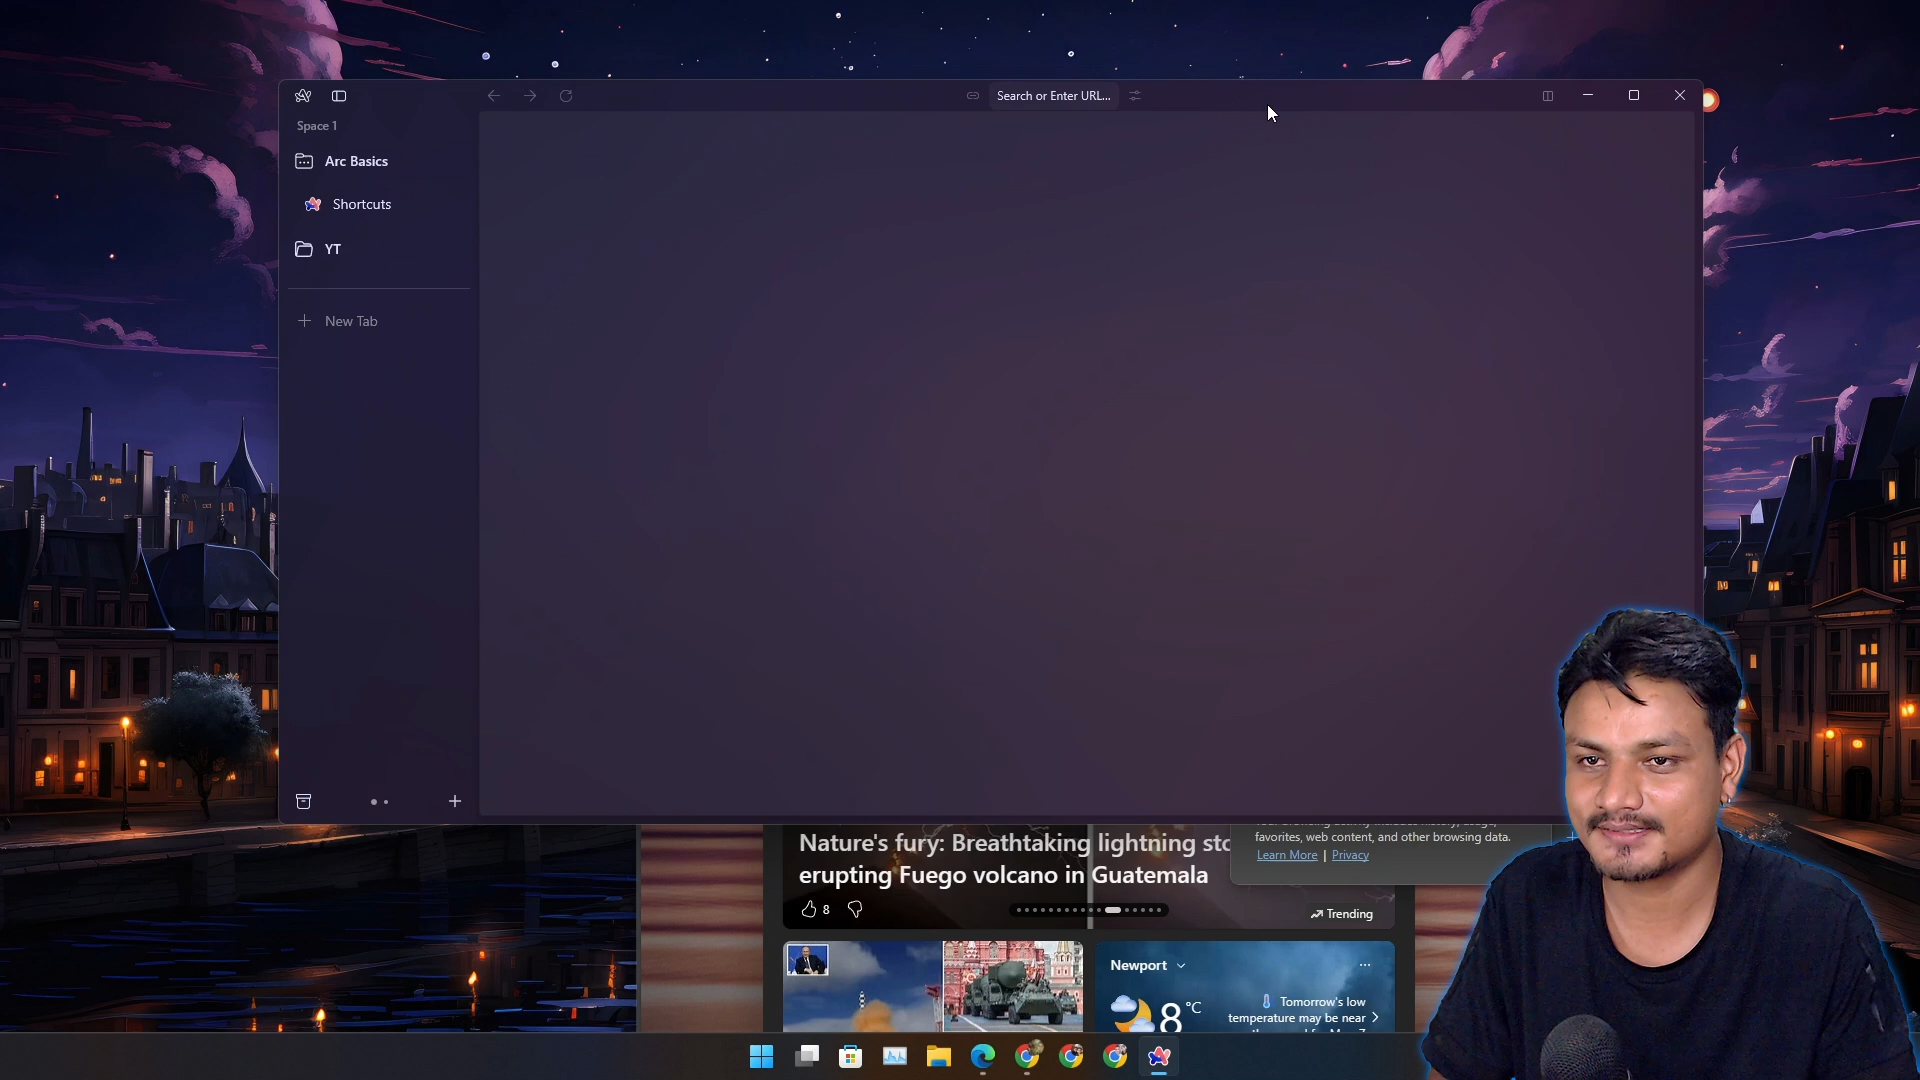 Search or Enter URL...
Space 1
Arc Basics
Shortcuts
YT
New Tab
favorites, web content, and other browsing data.
Learn More | Privacy
Nature's fury: Breathtaking lightning sto
erupting Fuego volcano in Guatemala
8
Trending
Newport
8 °C
Tomorrow's low
temperature may be near